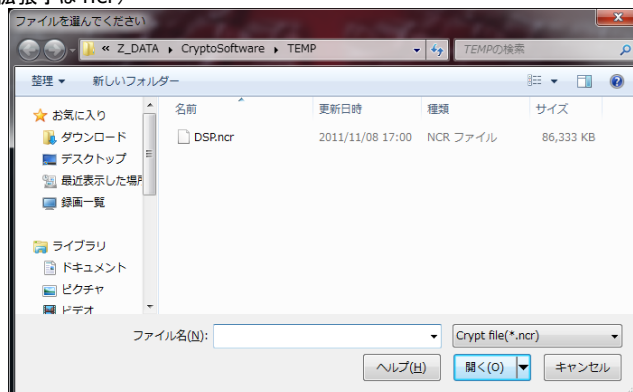 拡張子は ncr)
ファイルを選んでください
« Z_DATA ▸ CryptoSoftware ▸ TEMP
TEMPの検索
整理 ▼ 新しいフォルダー
名前 更新日時 種類 サイズ
お気に入り
ダウンロード
デスクトップ
最近表示した場所
録画一覧
DSP.ncr 2011/11/08 17:00 NCR ファイル 86,333 KB
ライブラリ
ドキュメント
ピクチャ
ビデオ
ファイル名(N):
Crypt file(*.ncr)
ヘルプ(H) 開く(O) キャンセル